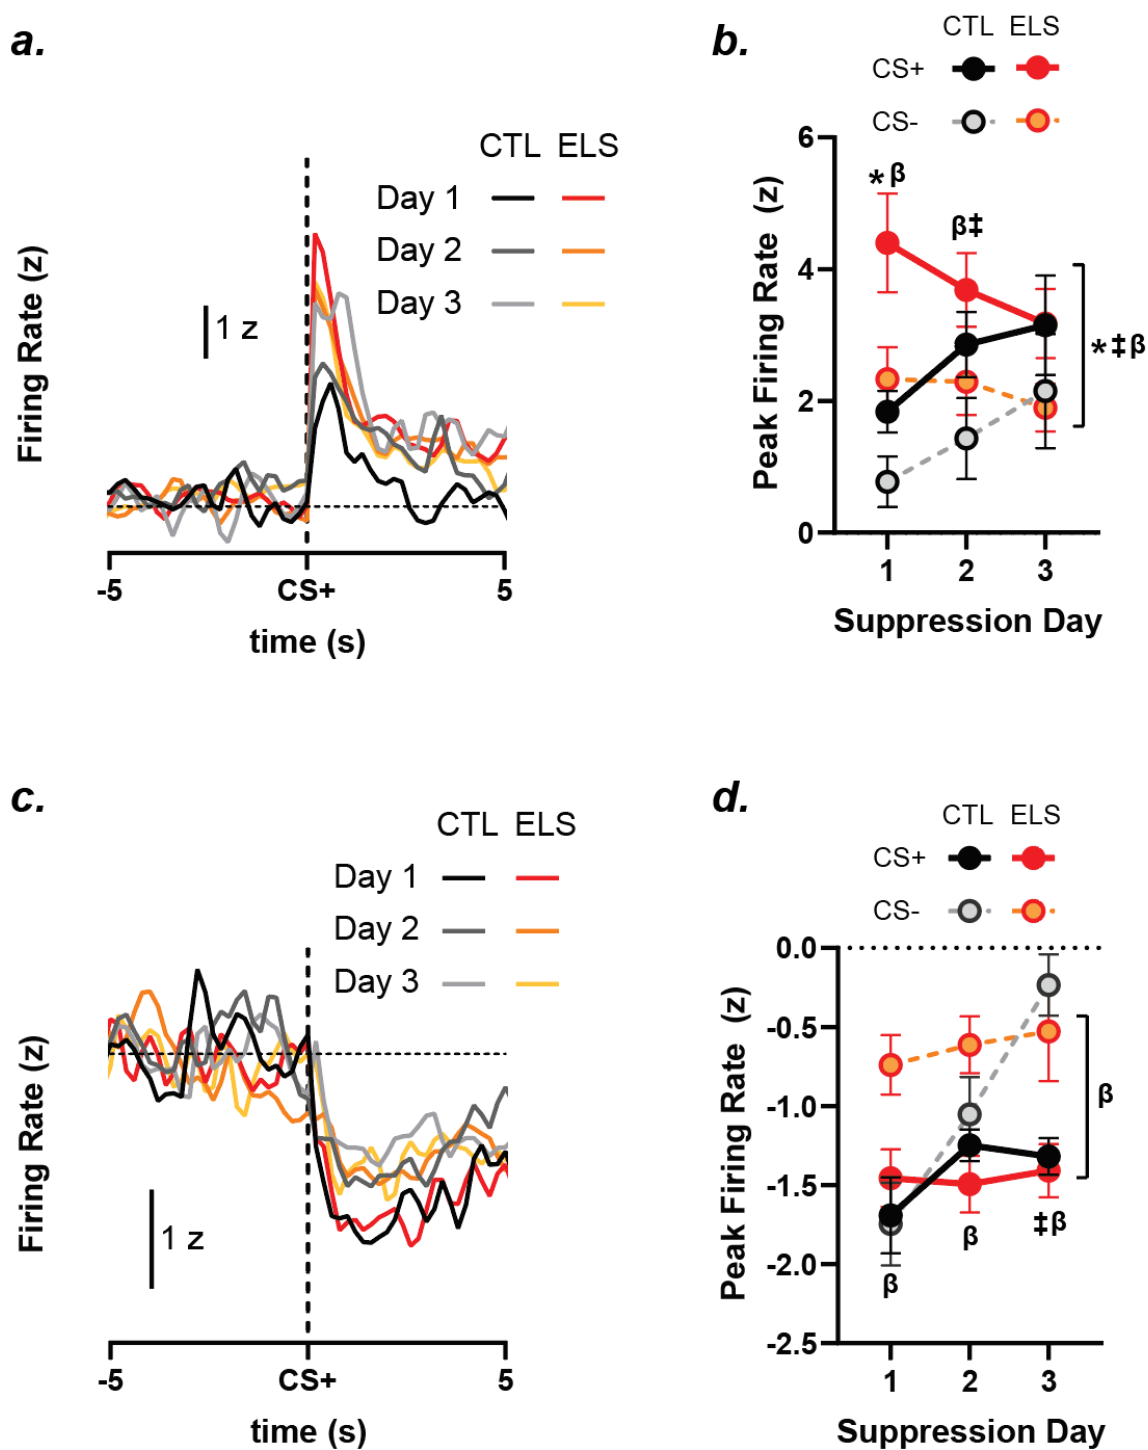 a.
CTL ELS
Day 1
Day 2
Day 3
1 z
Firing Rate (z)
-5 CS+ 5
time (s)
b.
CTL ELS
CS+
CS-
6
4
2
0
*β
β‡
*‡β
Peak Firing Rate (z)
1 2 3
Suppression Day
c.
CTL ELS
Day 1
Day 2
Day 3
1 z
Firing Rate (z)
-5 CS+ 5
time (s)
d.
CTL ELS
CS+
CS-
0.0
-0.5
-1.0
-1.5
-2.0
-2.5
β
β
‡β
β
Peak Firing Rate (z)
1 2 3
Suppression Day